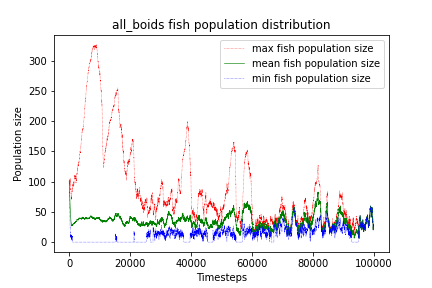 all_boids fish population distribution
max fish population size
mean fish population size
min fish population size
Population size
300
250
200
150
100
50
0
0
20000
40000
60000
80000
100000
Timesteps